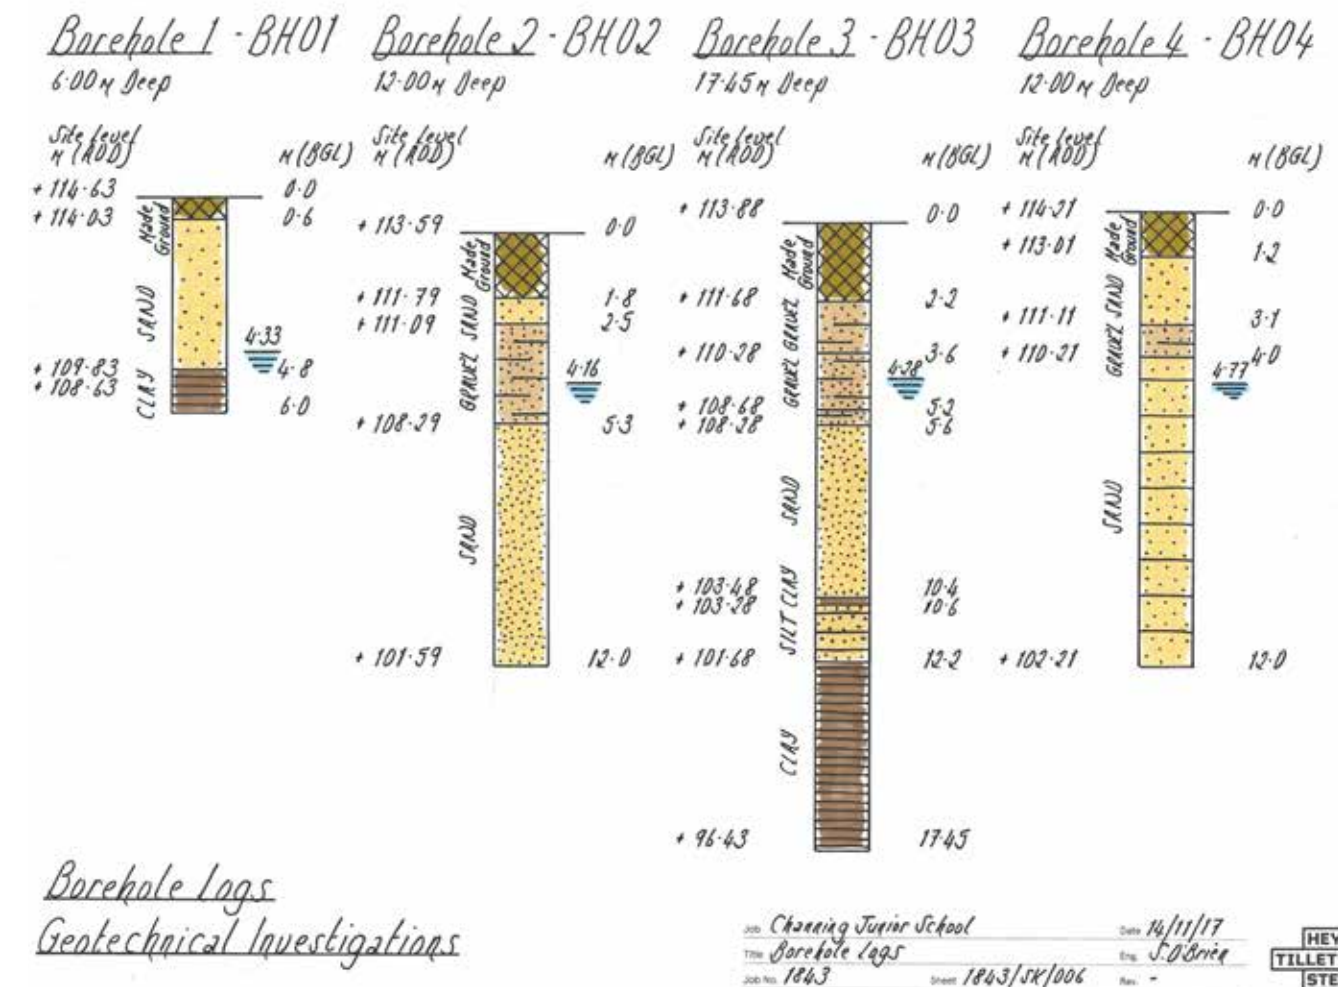 Borehole 1 - BH01
6.00m Deep
Site level
m (AOD)
m (BGL)
+ 114.63
0.0
+ 114.03
0.6
Made
Ground
SAND
4.33
+ 109.83
4.8
+ 108.63
6.0
CLAY
Borehole 2 - BH02
12.00m Deep
Site level
m (AOD)
m (BGL)
+ 113.59
0.0
Made
Ground
+ 111.79
1.8
SAND
+ 111.09
2.5
GRAVEL
4.16
+ 108.29
5.3
SAND
+ 101.59
12.0
Borehole 3 - BH03
17.45m Deep
Site level
m (AOD)
m (BGL)
+ 113.88
0.0
Made
Ground
+ 111.68
2.2
GRAVEL
+ 110.28
3.6
GRAVEL
4.38
+ 108.68
5.2
+ 108.28
5.6
SAND
+ 103.48
10.4
CLAY
+ 103.28
10.6
SILT
+ 101.68
12.2
CLAY
+ 96.43
17.45
Borehole 4 - BH04
12.00m Deep
Site level
m (AOD)
m (BGL)
+ 114.21
0.0
Made
Ground
+ 113.01
1.2
SAND
+ 111.11
3.1
GRAVEL
+ 110.21
4.0
4.77
SAND
+ 102.21
12.0
Borehole Logs
Geotechnical Investigations
Job Channing Junior School
Date 14/11/17
Title Borehole Logs
Eng. S.O'Brien
Job No. 1843
Sheet 1843/SK/006
Rev. -
HEY
TILLET
STE